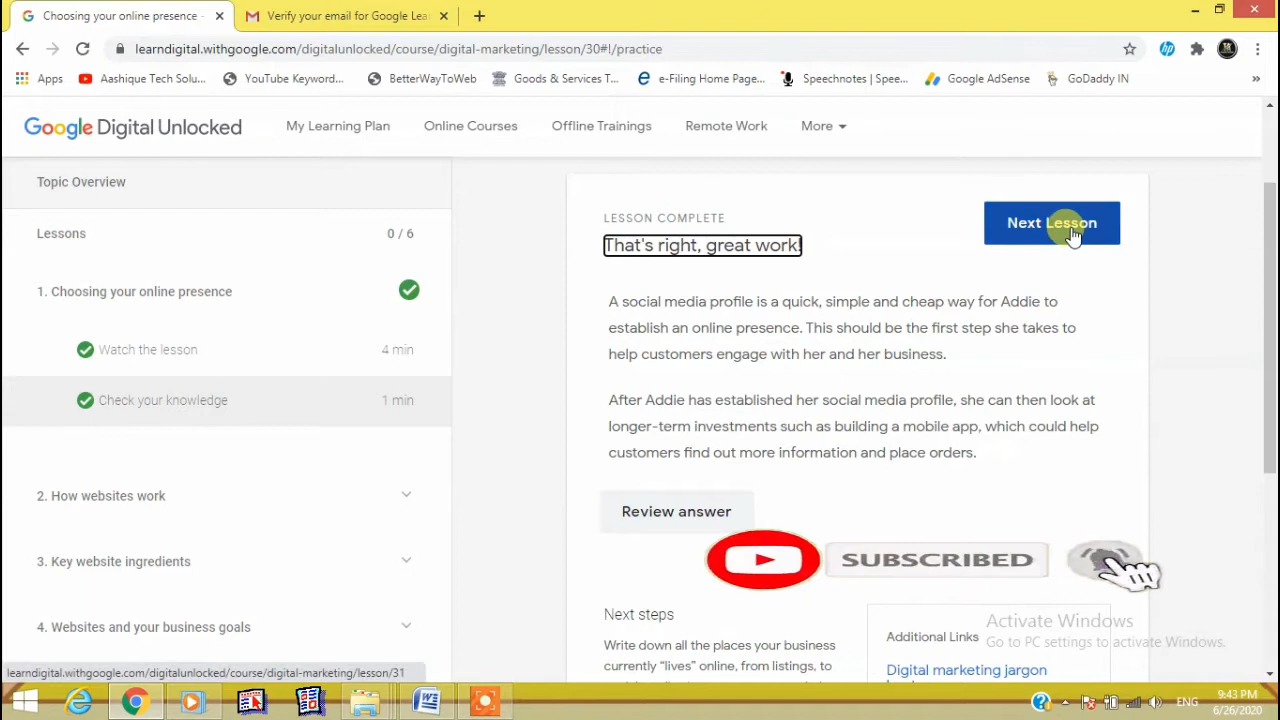 Choosing your online presence -
Verify your email for Google Lea
learndigital.withgoogle.com/digitalunlocked/course/digital-marketing/lesson/30#!/practice
Apps
Aashique Tech Solu...
YouTube Keyword...
BetterWayToWeb
Goods & Services T...
e-Filing Home Page...
Speechnotes | Spee...
Google AdSense
GoDaddy IN
»
Google Digital Unlocked
My Learning Plan
Online Courses
Offline Trainings
Remote Work
More
Topic Overview
Lessons 0 / 6
1. Choosing your online presence
Watch the lesson 4 min
Check your knowledge 1 min
2. How websites work
3. Key website ingredients
4. Websites and your business goals
LESSON COMPLETE
That's right, great work!
Next Lesson
A social media profile is a quick, simple and cheap way for Addie to
establish an online presence. This should be the first step she takes to
help customers engage with her and her business.
After Addie has established her social media profile, she can then look at
longer-term investments such as building a mobile app, which could help
customers find out more information and place orders.
Review answer
SUBSCRIBED
Next steps
Write down all the places your business
currently “lives” online, from listings, to
Additional Links
Digital marketing jargon
Activate Windows
Go to PC settings to activate Windows.
learndigital.withgoogle.com/digitalunlocked/course/digital-marketing/lesson/31
ENG
9:43 PM
6/26/2020